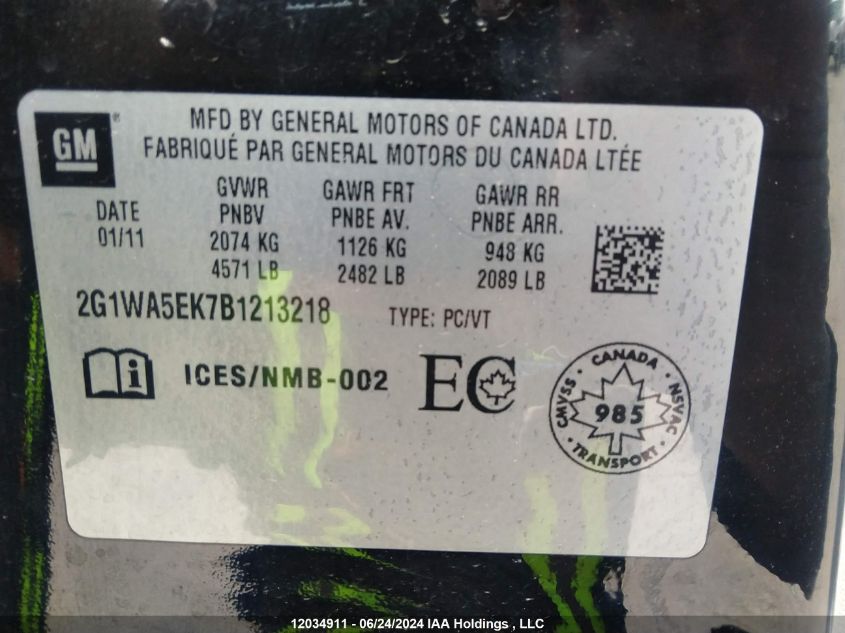 GM
MFD BY GENERAL MOTORS OF CANADA LTD.
FABRIQUÉ PAR GENERAL MOTORS DU CANADA LTÉE
DATE
01/11
GVWR
PNBV
2074 KG
4571 LB
GAWR FRT
PNBE AV.
1126 KG
2482 LB
GAWR RR
PNBE ARR.
948 KG
2089 LB
2G1WA5EK7B1213218 TYPE: PC/VT
i ICES/NMB-002 EC
CANADA
CMVSS 985 NSVAC
TRANSPORT
12034911 - 06/24/2024 IAA Holdings , LLC